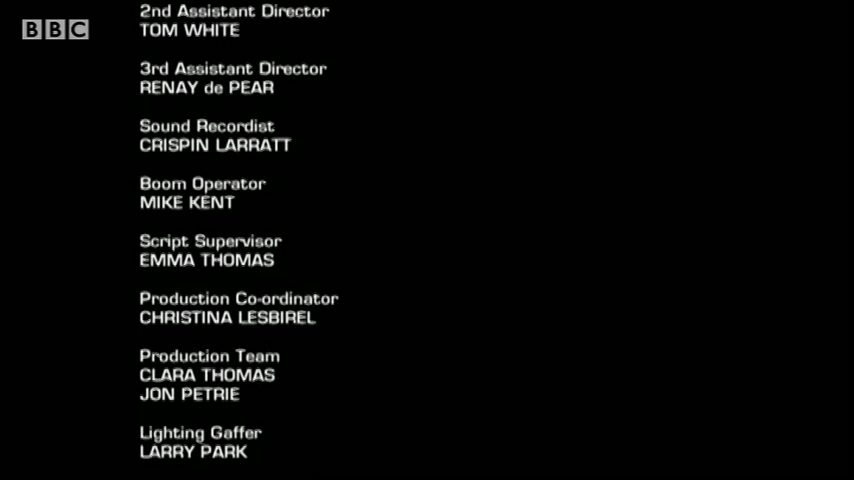 2nd Assistant Director
BBC
TOM WHITE
3rd Assistant Director
RENAY de PEAR
Sound Recordist
CRISPIN LARRATT
Boom Operator
MIKE KENT
Script Supervisor
EMMA THOMAS
Production Co-ordinator
CHRISTINA LESBIREL
Production Team
CLARA THOMAS
JON PETRIE
Lighting Gaffer
LARRY PARK